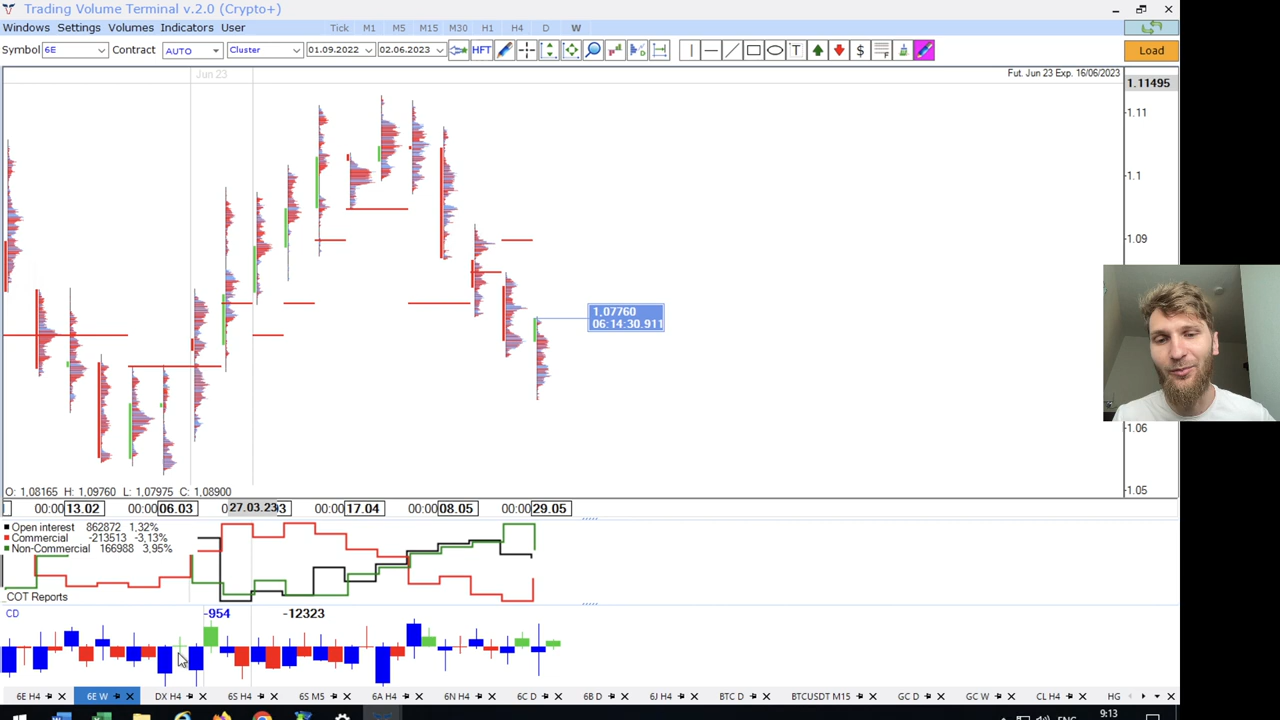 Trading Volume Terminal v.2.0 (Crypto+)
Windows Settings Volumes Indicators User Tick M1 M5 M15 M30 H1 H4 D W
Symbol 6E Contract AUTO Cluster 01.09.2022 02.06.2023 HFT T $ F Load
Jun 23
Fut. Jun 23 Exp. 16/06/2023
1.11495
1.11
1.1
1.09
1,07760
06:14:30.911
1.06
1.05
O: 1,08165 H: 1,09760 L: 1,07975 C: 1,08900
00:00 13.02 00:00 06.03 27.03.23 00:00 17.04 00:00 08.05 00:00 29.05
Open interest 862872 1,32%
Commercial -213513 -3,13%
Non-Commercial 166988 3,95%
COT Reports
CD -954 -12323
6E H4 6E W DX H4 6S H4 6S M5 6A H4 6N H4 6C D 6B D 6J H4 BTC D BTCUSDT M15 GC D GC W CL H4 HG
ENG 9:13